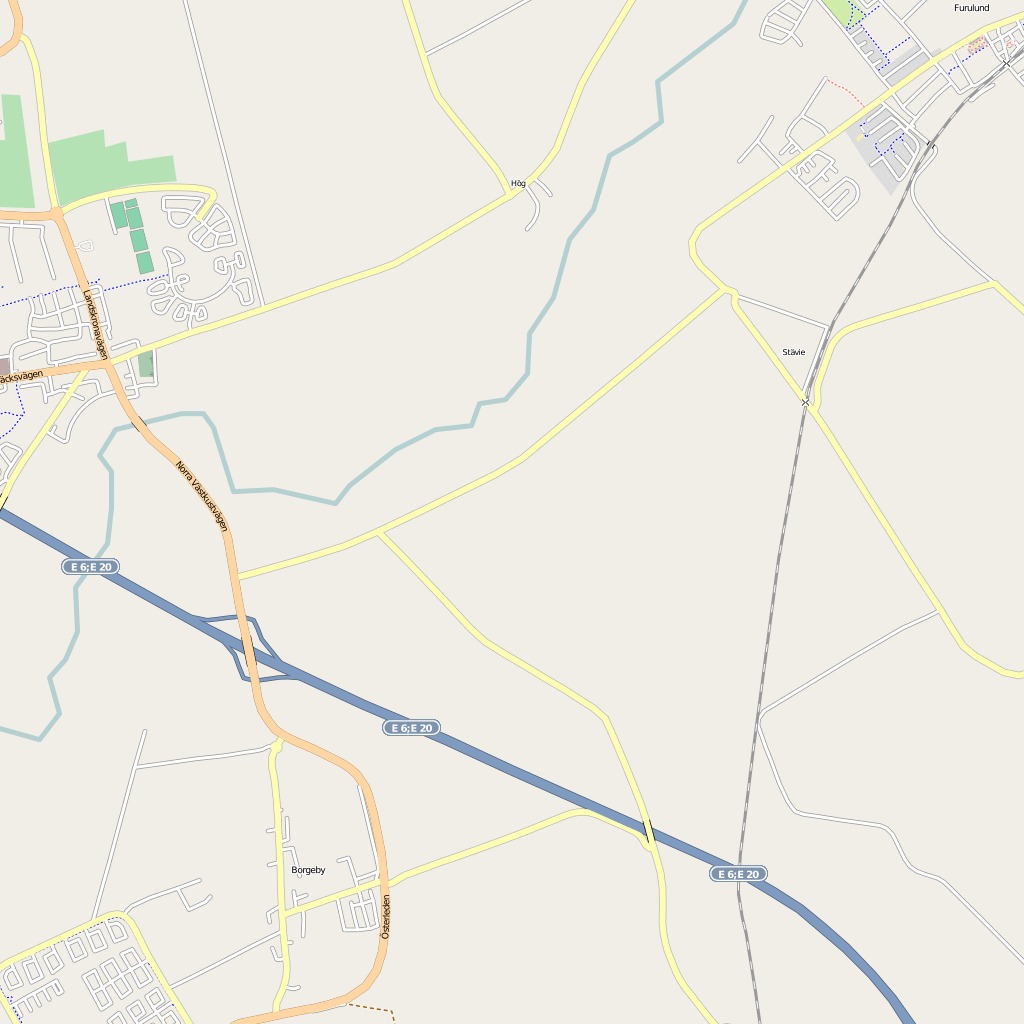 Furulund
Hög
Landskronavägen
Stävie
äcksvägen
Norra Västkustvägen
E 6;E 20
E 6;E 20
Borgeby
E 6;E 20
Österleden